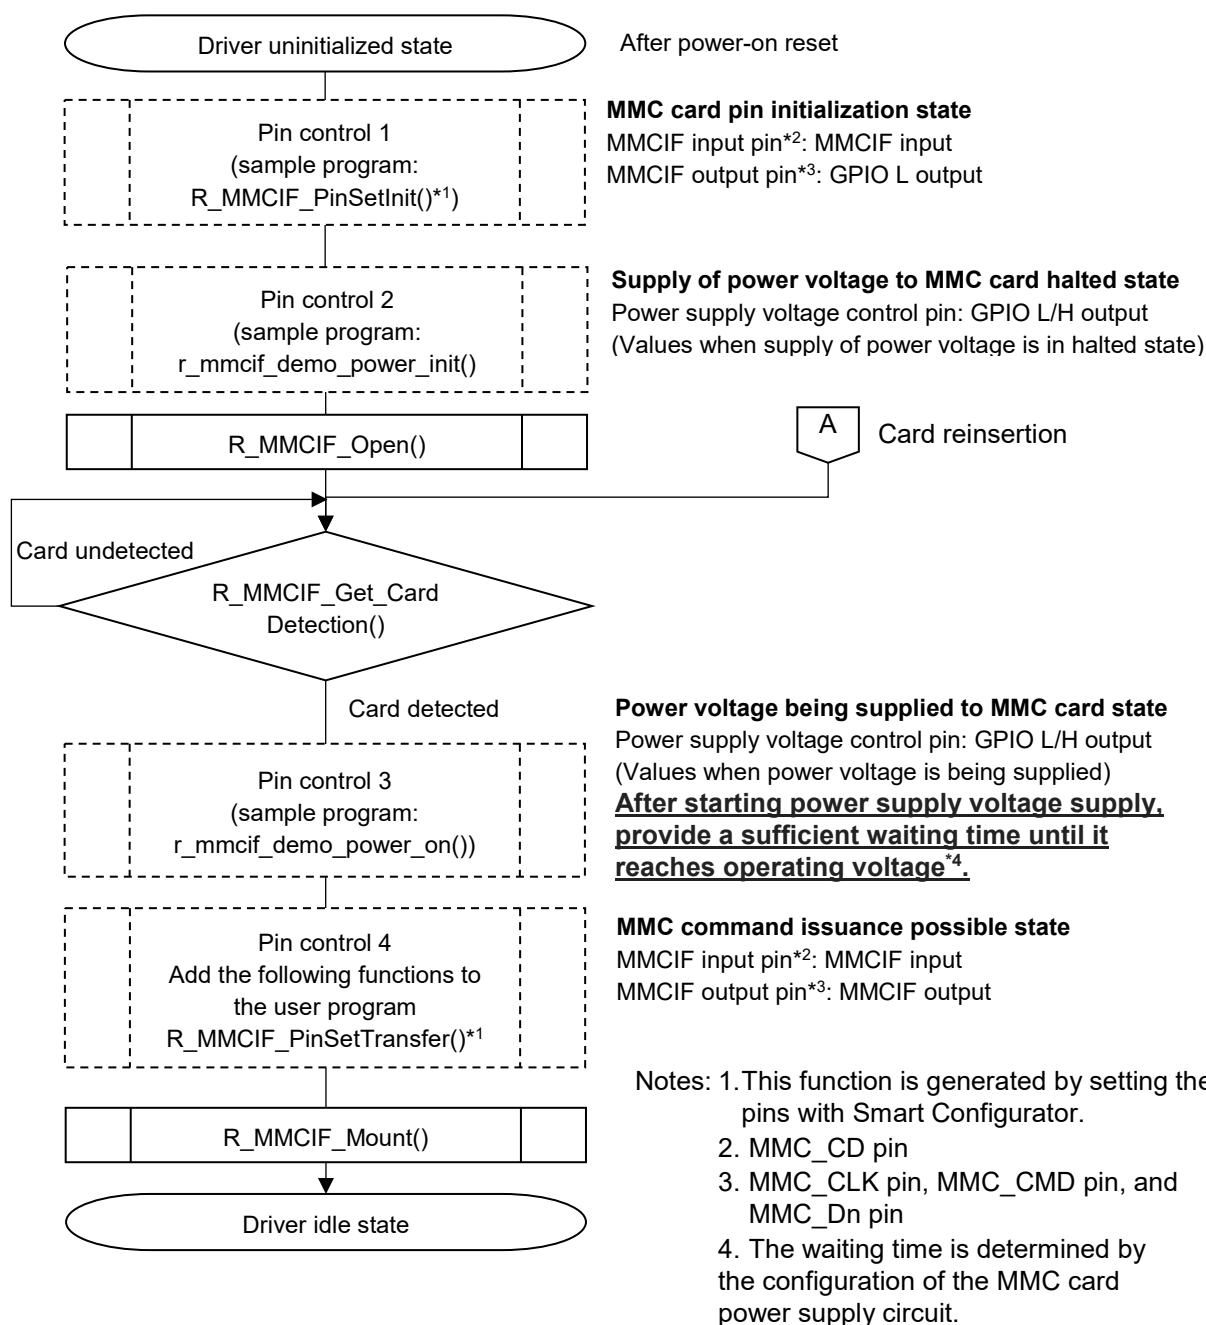 Driver uninitialized state
After power-on reset
Pin control 1
(sample program:
R_MMCIF_PinSetInit()*1)
MMC card pin initialization state
MMCIF input pin*2: MMCIF input
MMCIF output pin*3: GPIO L output
Pin control 2
(sample program:
r_mmcif_demo_power_init()
Supply of power voltage to MMC card halted state
Power supply voltage control pin: GPIO L/H output
(Values when supply of power voltage is in halted state)
R_MMCIF_Open()
A
Card reinsertion
Card undetected
R_MMCIF_Get_Card
Detection()
Card detected
Pin control 3
(sample program:
r_mmcif_demo_power_on())
Power voltage being supplied to MMC card state
Power supply voltage control pin: GPIO L/H output
(Values when power voltage is being supplied)
After starting power supply voltage supply,
provide a sufficient waiting time until it
reaches operating voltage*4.
Pin control 4
Add the following functions to
the user program
R_MMCIF_PinSetTransfer()*1
MMC command issuance possible state
MMCIF input pin*2: MMCIF input
MMCIF output pin*3: MMCIF output
R_MMCIF_Mount()
Driver idle state
Notes: 1.This function is generated by setting the
pins with Smart Configurator.
2. MMC_CD pin
3. MMC_CLK pin, MMC_CMD pin, and
MMC_Dn pin
4. The waiting time is determined by
the configuration of the MMC card
power supply circuit.